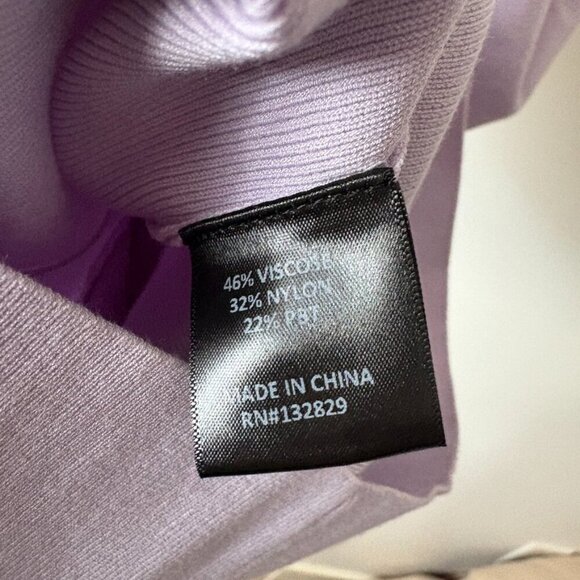 46% VISCOSE
32% NYLON
22% PBT
MADE IN CHINA
RN#132829